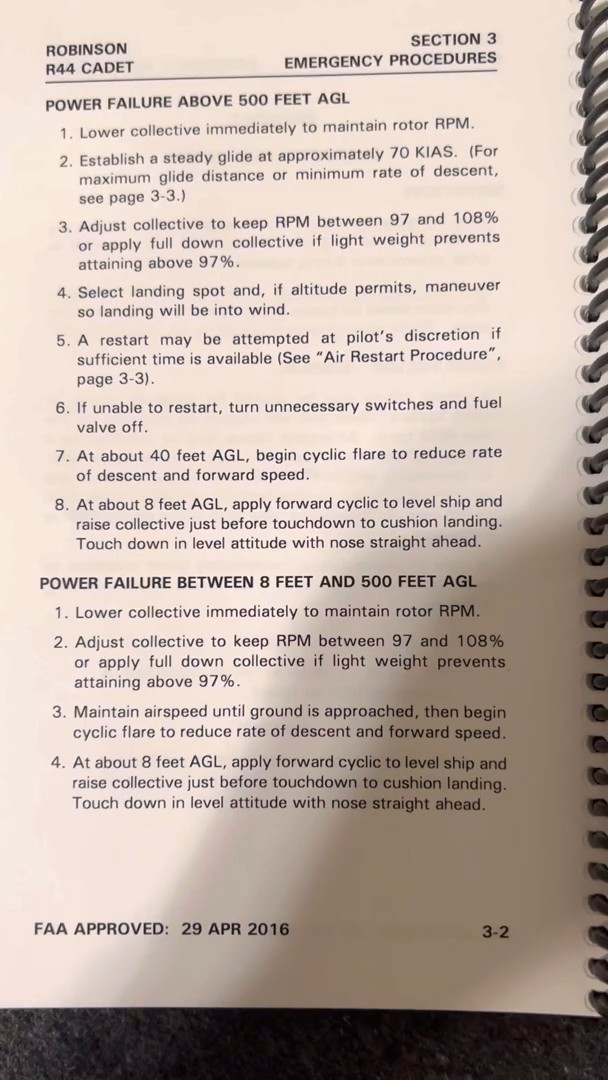 ROBINSON
R44 CADET
SECTION 3
EMERGENCY PROCEDURES
POWER FAILURE ABOVE 500 FEET AGL
1. Lower collective immediately to maintain rotor RPM.
2. Establish a steady glide at approximately 70 KIAS. (For
maximum glide distance or minimum rate of descent,
see page 3-3.)
3. Adjust collective to keep RPM between 97 and 108%
or apply full down collective if light weight prevents
attaining above 97%.
4. Select landing spot and, if altitude permits, maneuver
so landing will be into wind.
5. A restart may be attempted at pilot's discretion if
sufficient time is available (See "Air Restart Procedure",
page 3-3).
6. If unable to restart, turn unnecessary switches and fuel
valve off.
7. At about 40 feet AGL, begin cyclic flare to reduce rate
of descent and forward speed.
8. At about 8 feet AGL, apply forward cyclic to level ship and
raise collective just before touchdown to cushion landing.
Touch down in level attitude with nose straight ahead.
POWER FAILURE BETWEEN 8 FEET AND 500 FEET AGL
1. Lower collective immediately to maintain rotor RPM.
2. Adjust collective to keep RPM between 97 and 108%
or apply full down collective if light weight prevents
attaining above 97%.
3. Maintain airspeed until ground is approached, then begin
cyclic flare to reduce rate of descent and forward speed.
4. At about 8 feet AGL, apply forward cyclic to level ship and
raise collective just before touchdown to cushion landing.
Touch down in level attitude with nose straight ahead.
FAA APPROVED: 29 APR 2016
3-2